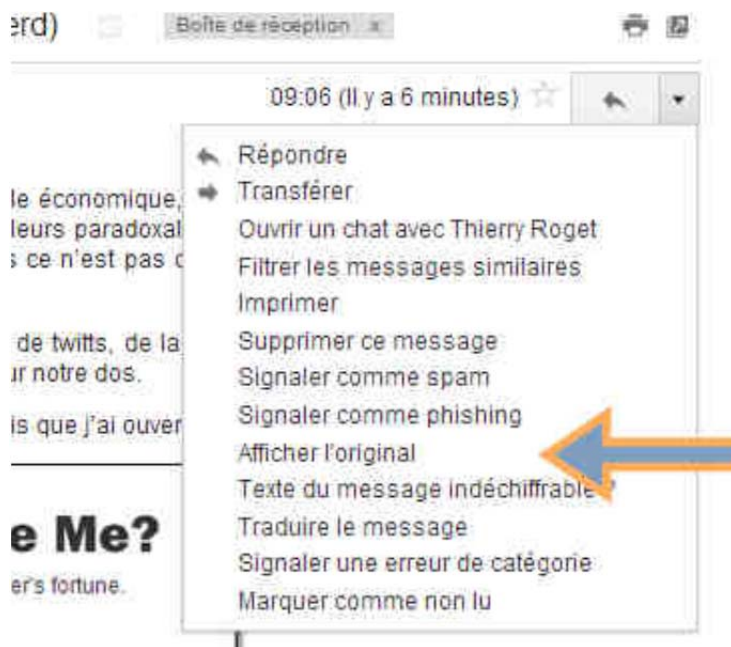 erd) Boîte de réception x
09:06 (Il y a 6 minutes)
Répondre
Transférer
Ouvrir un chat avec Thierry Roget
Filtrer les messages similaires
Imprimer
Supprimer ce message
Signaler comme spam
Signaler comme phishing
Afficher l'original
Texte du message indéchiffrable ?
Traduire le message
Signaler une erreur de catégorie
Marquer comme non lu
le économique,
leurs paradoxal
s ce n'est pas
de twitts, de la
ur notre dos.
is que j'ai ouver
e Me?
er's fortune.